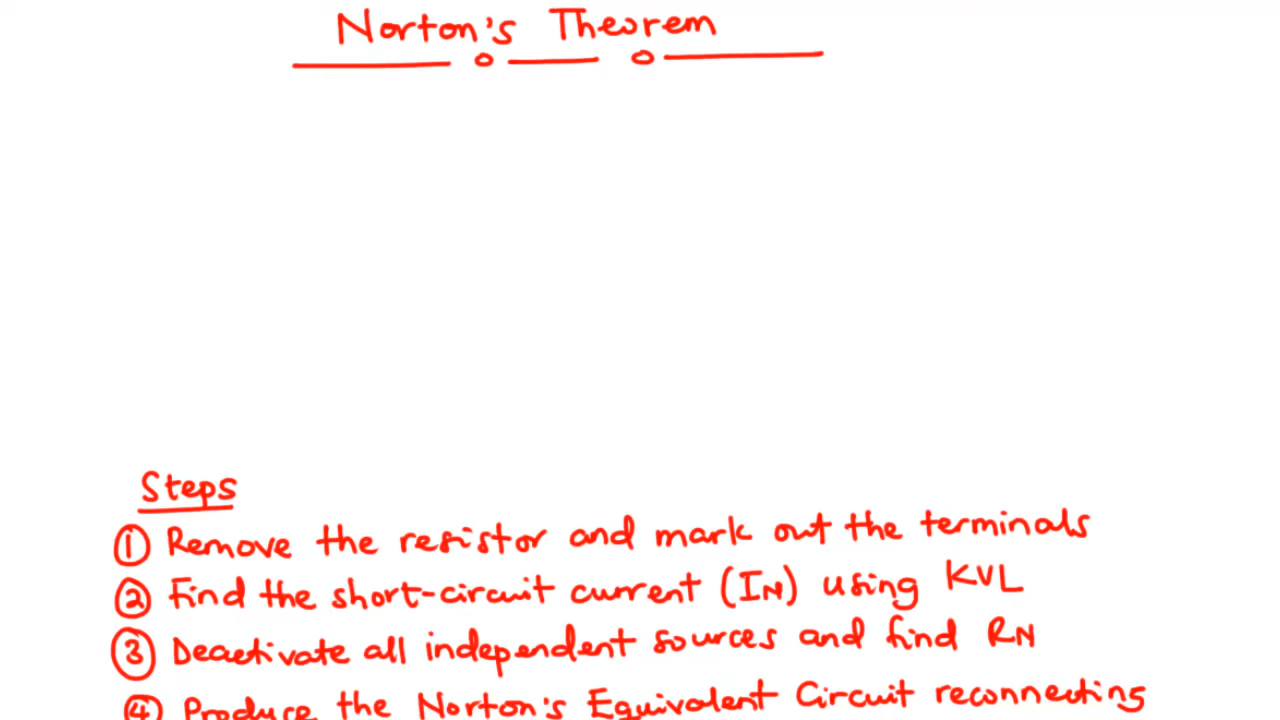 Norton's Theorem
Steps
① Remove the resistor and mark out the terminals
② Find the short-circuit current (IN) using KVL
③ Deactivate all independent sources and find RN
④ Produce the Norton's Equivalent Circuit reconnecting